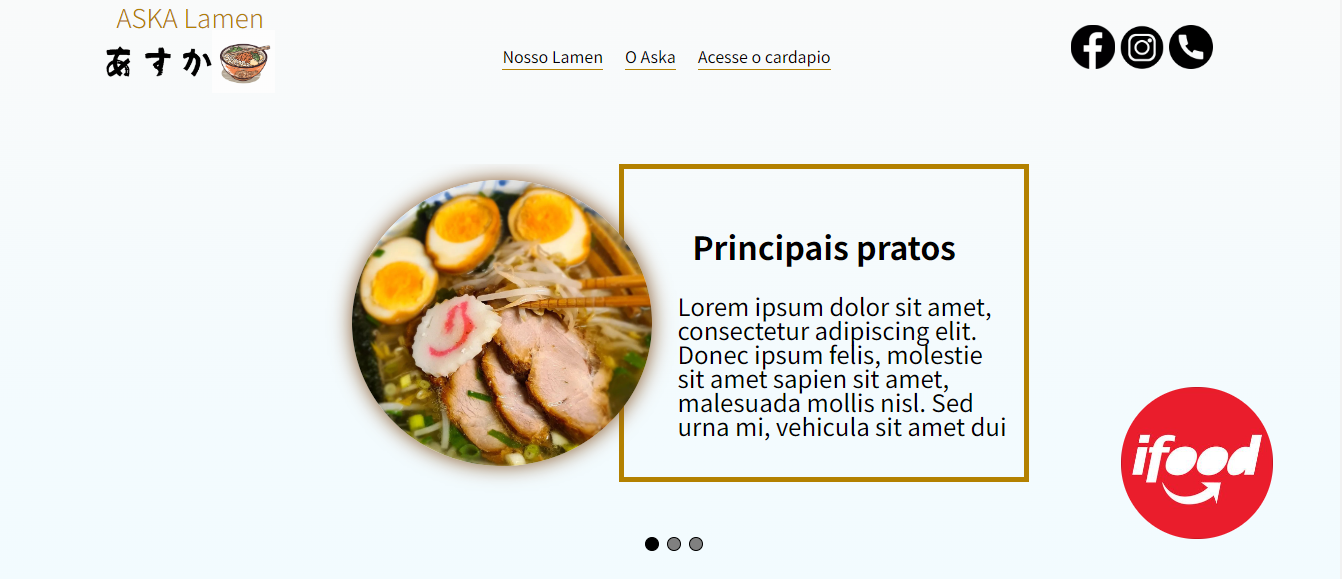 ASKA Lamen
あすか
Nosso Lamen
O Aska
Acesse o cardapio
Principais pratos
Lorem ipsum dolor sit amet,
consectetur adipiscing elit.
Donec ipsum felis, molestie
sit amet sapien sit amet,
malesuada mollis nisl. Sed
urna mi, vehicula sit amet dui
ifood